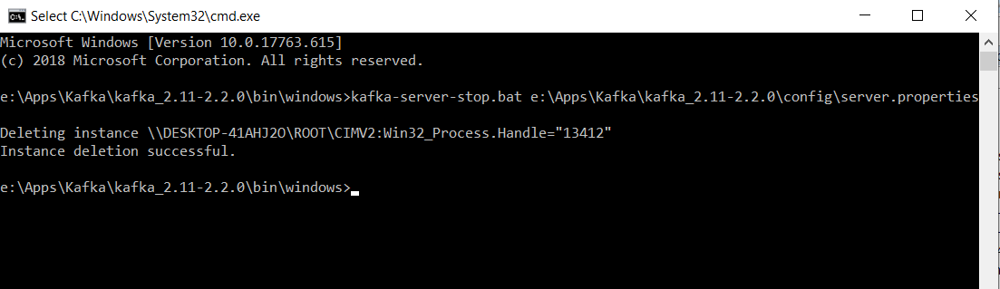 Select C:\Windows\System32\cmd.exe
Microsoft Windows [Version 10.0.17763.615]
(c) 2018 Microsoft Corporation. All rights reserved.
e:\Apps\Kafka\kafka_2.11-2.2.0\bin\windows>kafka-server-stop.bat e:\Apps\Kafka\kafka_2.11-2.2.0\config\server.properties
Deleting instance \\DESKTOP-41AHJ2O\ROOT\CIMV2:Win32_Process.Handle="13412"
Instance deletion successful.
e:\Apps\Kafka\kafka_2.11-2.2.0\bin\windows>